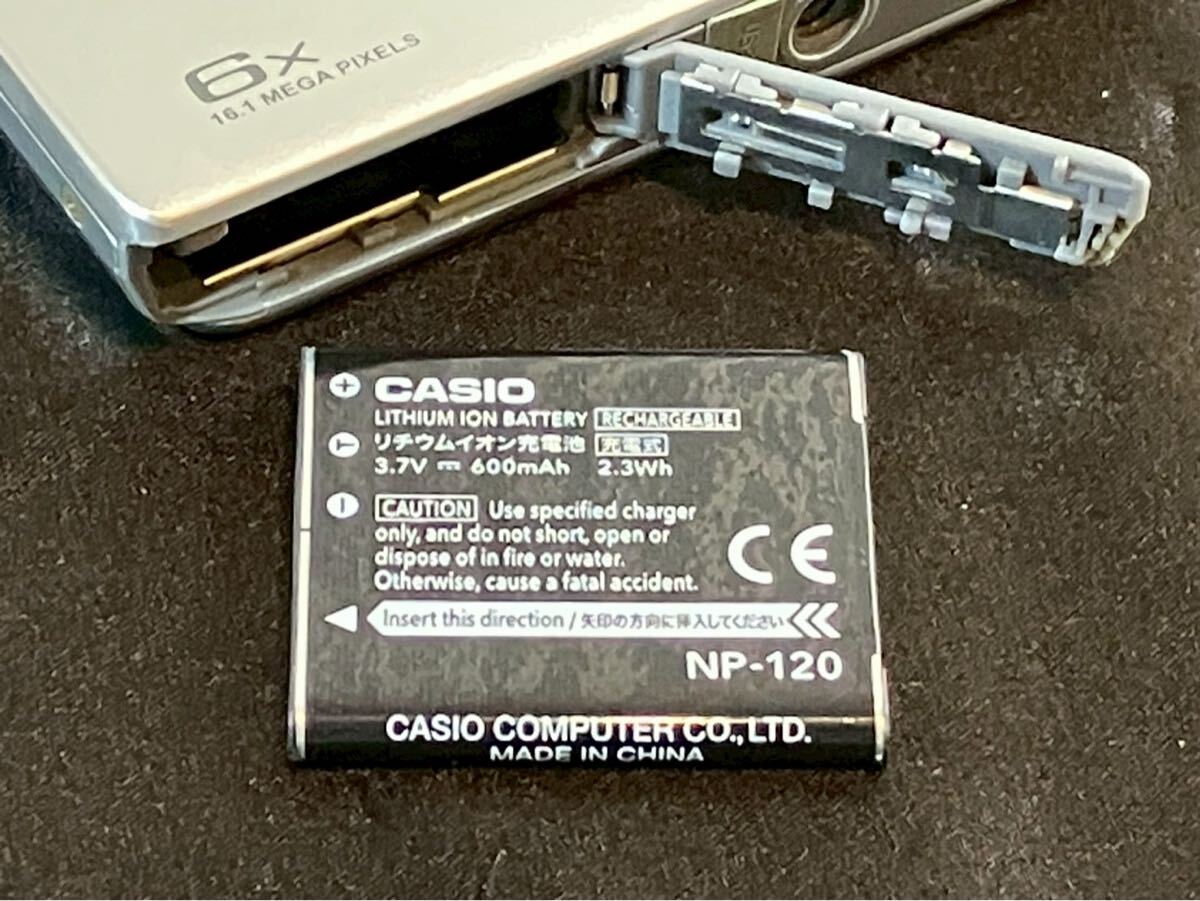 6x
16.1 MEGA PIXELS
CASIO
LITHIUM ION BATTERY RECHARGEABLE
リチウムイオン充電池 充電式
3.7V ⎓ 600mAh 2.3Wh
CAUTION Use specified charger
only, and do not short, open or
dispose of in fire or water.
Otherwise, cause a fatal accident.
CE
Insert this direction / 矢印の方向に挿入してください
NP-120
CASIO COMPUTER CO.,LTD.
MADE IN CHINA